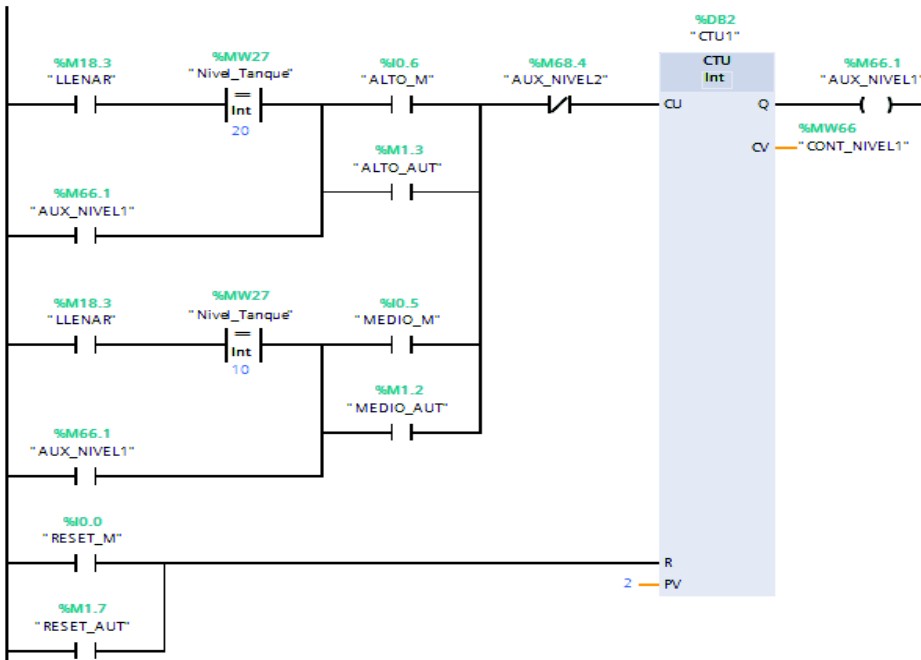 %DB2
"CTU1"
%M18.3
"LLENAR"
%MW27
"Nivel_Tanque"
==
Int
20
%I0.6
"ALTO_M"
%M68.4
"AUX_NIVEL2"
CTU
Int
%M66.1
"AUX_NIVEL1"
CU
Q
%MW66
CV
"CONT_NIVEL1"
%M1.3
"ALTO_AUT"
%M66.1
"AUX_NIVEL1"
%M18.3
"LLENAR"
%MW27
"Nivel_Tanque"
==
Int
10
%I0.5
"MEDIO_M"
%M1.2
"MEDIO_AUT"
%M66.1
"AUX_NIVEL1"
%I0.0
"RESET_M"
R
2
PV
%M1.7
"RESET_AUT"